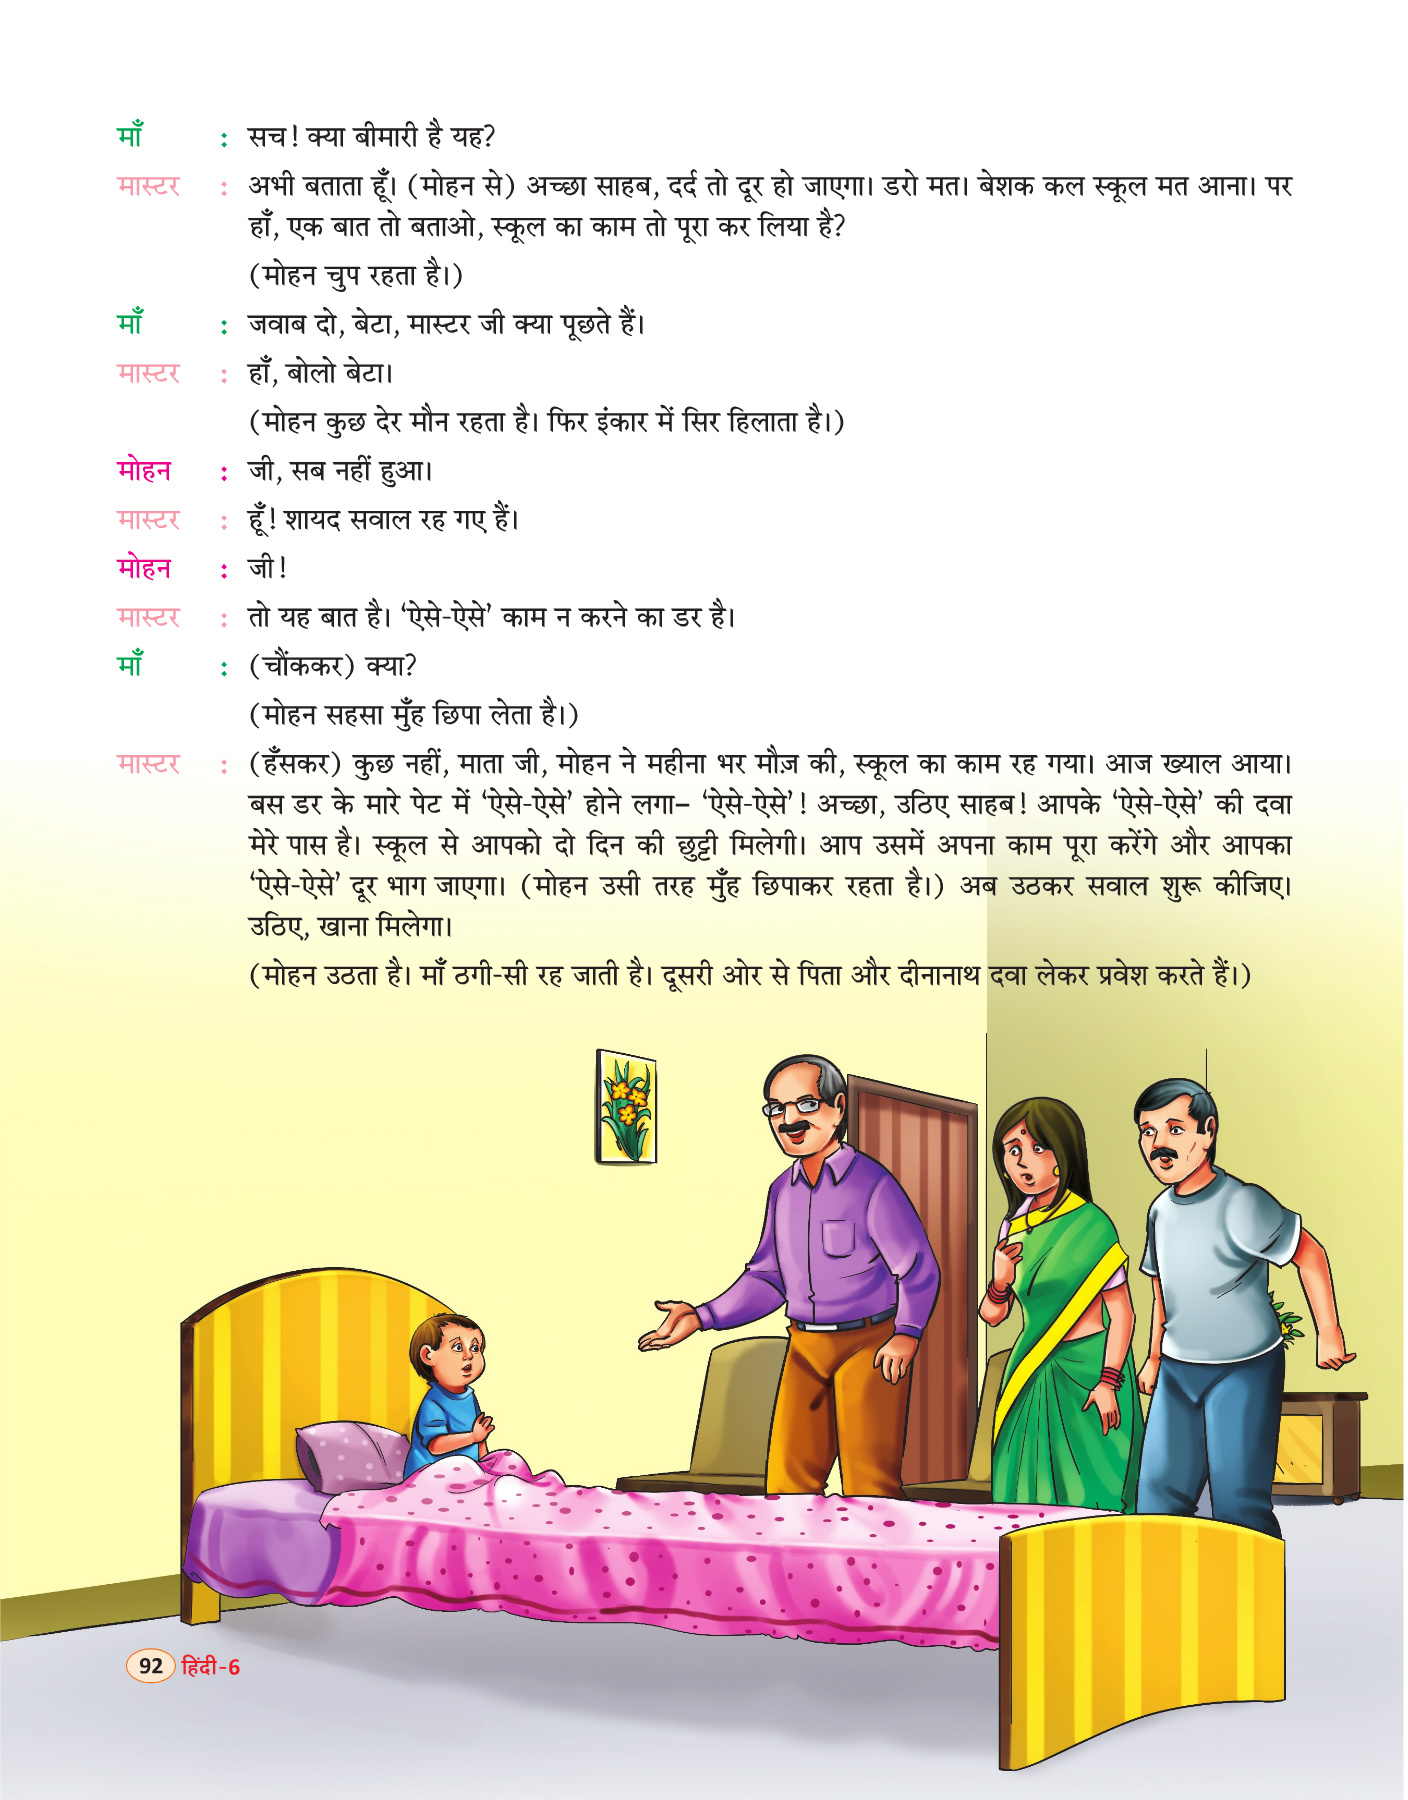 माँ : सच! क्या बीमारी है यह?
मास्टर : अभी बताता हूँ। (मोहन से) अच्छा साहब, दर्द तो दूर हो जाएगा। डरो मत। बेशक कल स्कूल मत आना। पर
हाँ, एक बात तो बताओ, स्कूल का काम तो पूरा कर लिया है?
(मोहन चुप रहता है।)
माँ : जवाब दो, बेटा, मास्टर जी क्या पूछते हैं।
मास्टर : हाँ, बोलो बेटा।
(मोहन कुछ देर मौन रहता है। फिर इंकार में सिर हिलाता है।)
मोहन : जी, सब नहीं हुआ।
मास्टर : हूँ! शायद सवाल रह गए हैं।
मोहन : जी!
मास्टर : तो यह बात है। ‘ऐसे-ऐसे’ काम न करने का डर है।
माँ : (चौंककर) क्या?
(मोहन सहसा मुँह छिपा लेता है।)
मास्टर : (हँसकर) कुछ नहीं, माता जी, मोहन ने महीना भर मौज़ की, स्कूल का काम रह गया। आज ख्याल आया।
बस डर के मारे पेट में ‘ऐसे-ऐसे’ होने लगा– ‘ऐसे-ऐसे’! अच्छा, उठिए साहब! आपके ‘ऐसे-ऐसे’ की दवा
मेरे पास है। स्कूल से आपको दो दिन की छुट्टी मिलेगी। आप उसमें अपना काम पूरा करेंगे और आपका
‘ऐसे-ऐसे’ दूर भाग जाएगा। (मोहन उसी तरह मुँह छिपाकर रहता है।) अब उठकर सवाल शुरू कीजिए।
उठिए, खाना मिलेगा।
(मोहन उठता है। माँ ठगी-सी रह जाती है। दूसरी ओर से पिता और दीनानाथ दवा लेकर प्रवेश करते हैं।)
92 हिंदी-6